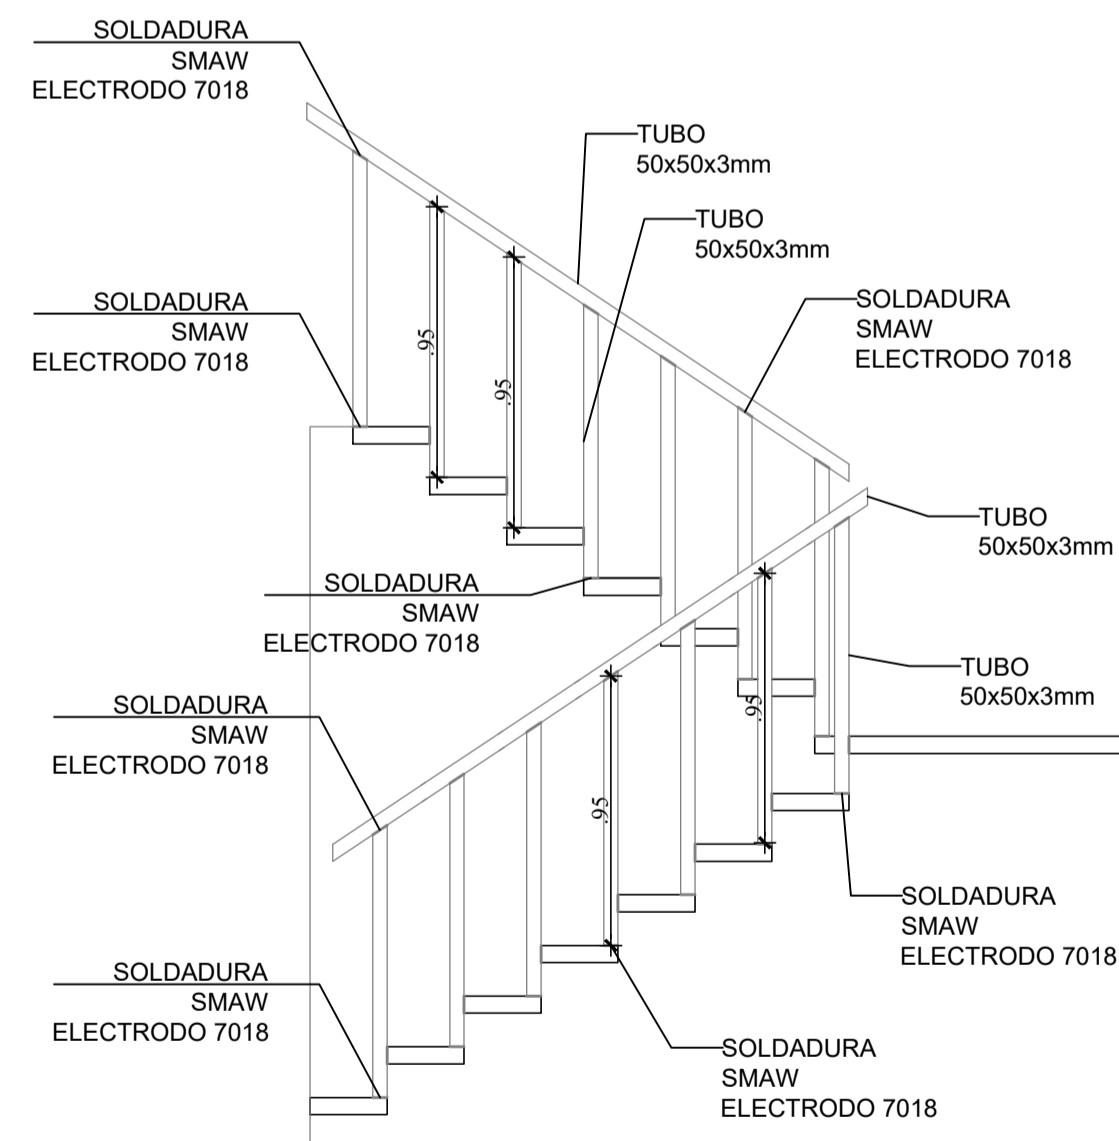 SOLDADURA
SMAW
ELECTRODO 7018
TUBO
50x50x3mm
TUBO
50x50x3mm
SOLDADURA
SMAW
ELECTRODO 7018
SOLDADURA
SMAW
ELECTRODO 7018
.95
.95
TUBO
50x50x3mm
SOLDADURA
SMAW
ELECTRODO 7018
TUBO
50x50x3mm
SOLDADURA
SMAW
ELECTRODO 7018
.95
.95
SOLDADURA
SMAW
ELECTRODO 7018
SOLDADURA
SMAW
ELECTRODO 7018
SOLDADURA
SMAW
ELECTRODO 7018